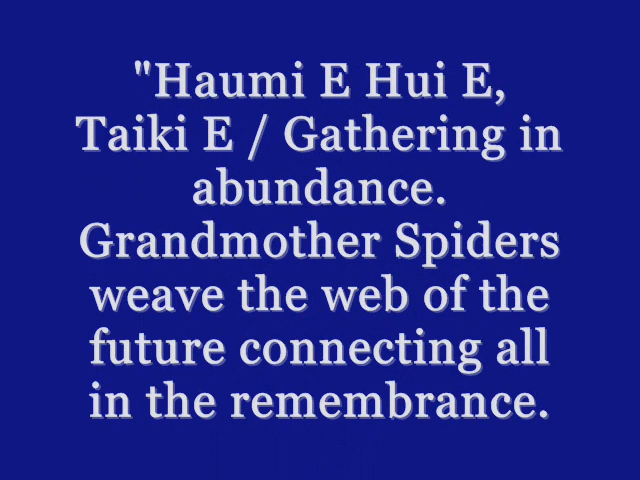 "Haumi E Hui E,
Taiki E / Gathering in
abundance.
Grandmother Spiders
weave the web of the
future connecting all
in the remembrance.